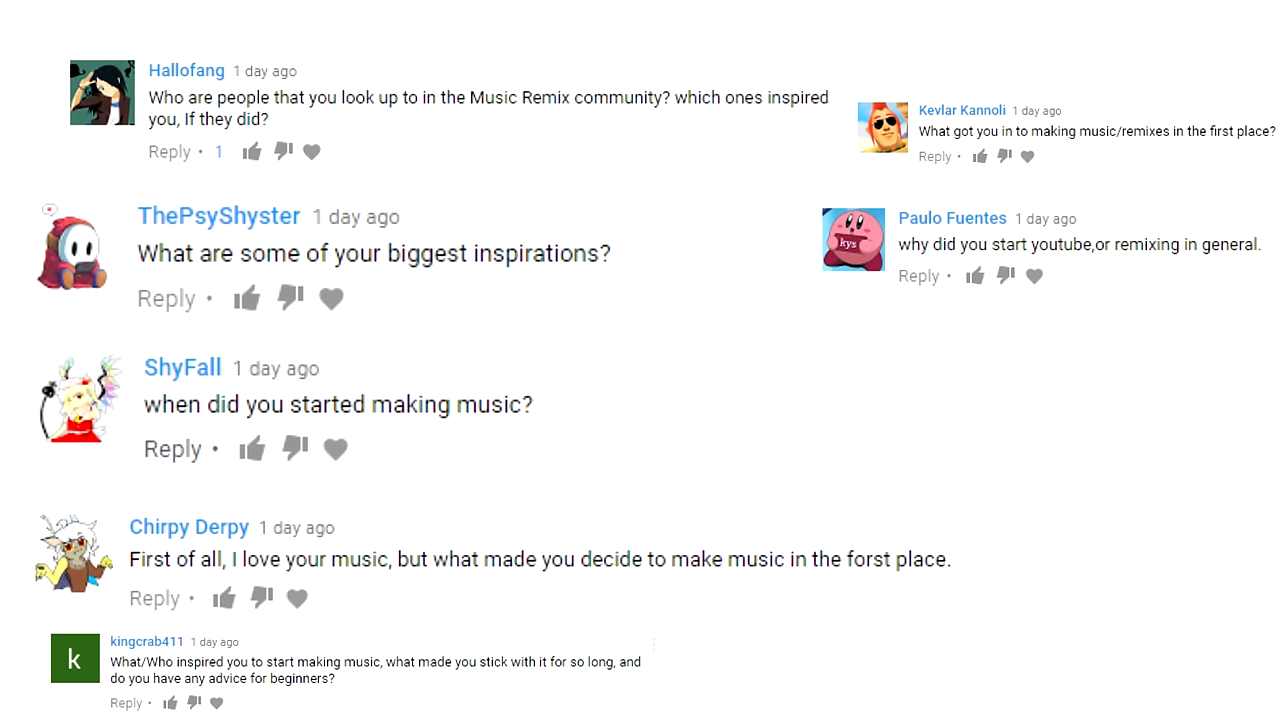 Hallofang 1 day ago
Who are people that you look up to in the Music Remix community? which ones inspired
you, If they did?
Reply • 1
Kevlar Kannoli 1 day ago
What got you in to making music/remixes in the first place?
Reply •
ThePsyShyster 1 day ago
What are some of your biggest inspirations?
Reply •
kys
Paulo Fuentes 1 day ago
why did you start youtube,or remixing in general.
Reply •
ShyFall 1 day ago
when did you started making music?
Reply •
Chirpy Derpy 1 day ago
First of all, I love your music, but what made you decide to make music in the forst place.
Reply •
k
kingcrab411 1 day ago
What/Who inspired you to start making music, what made you stick with it for so long, and
do you have any advice for beginners?
Reply •